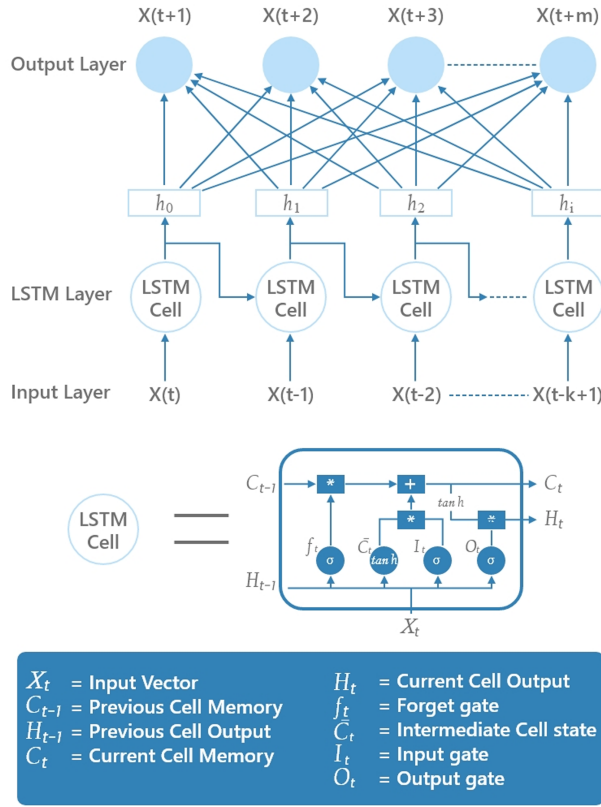 X(t+1) X(t+2) X(t+3) X(t+m)
Output Layer
h0 h1 h2 hi
LSTM Layer
LSTM Cell LSTM Cell LSTM Cell LSTM Cell
Input Layer X(t) X(t-1) X(t-2) X(t-k+1)
Ct-1 * + Ct
tanh
LSTM Cell
* * Ht
ft C̄t It Ot
σ tanh σ σ
Ht-1
Xt
Xt = Input Vector
Ct-1 = Previous Cell Memory
Ht-1 = Previous Cell Output
Ct = Current Cell Memory
Ht = Current Cell Output
ft = Forget gate
C̄t = Intermediate Cell state
It = Input gate
Ot = Output gate